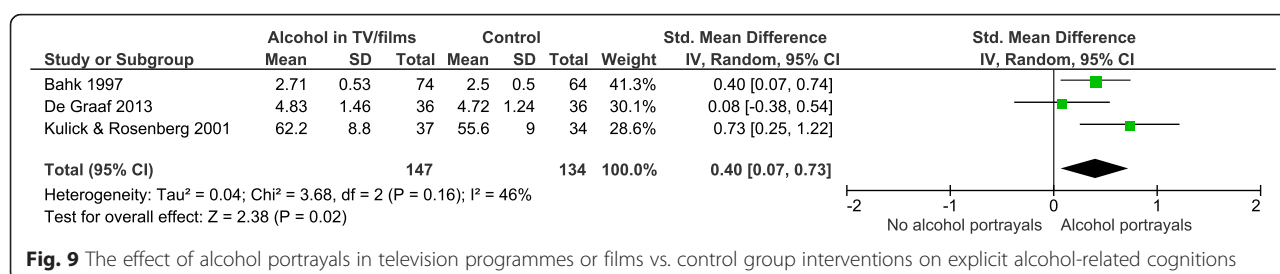 Alcohol in TV/films Control Std. Mean Difference Std. Mean Difference
Study or Subgroup Mean SD Total Mean SD Total Weight IV, Random, 95% CI IV, Random, 95% CI
Bahk 1997 2.71 0.53 74 2.5 0.5 64 41.3% 0.40 [0.07, 0.74]
De Graaf 2013 4.83 1.46 36 4.72 1.24 36 30.1% 0.08 [-0.38, 0.54]
Kulick & Rosenberg 2001 62.2 8.8 37 55.6 9 34 28.6% 0.73 [0.25, 1.22]
Total (95% CI) 147 134 100.0% 0.40 [0.07, 0.73]
Heterogeneity: Tau² = 0.04; Chi² = 3.68, df = 2 (P = 0.16); I² = 46%
Test for overall effect: Z = 2.38 (P = 0.02)
-2 -1 0 1 2
No alcohol portrayals Alcohol portrayals
Fig. 9 The effect of alcohol portrayals in television programmes or films vs. control group interventions on explicit alcohol-related cognitions